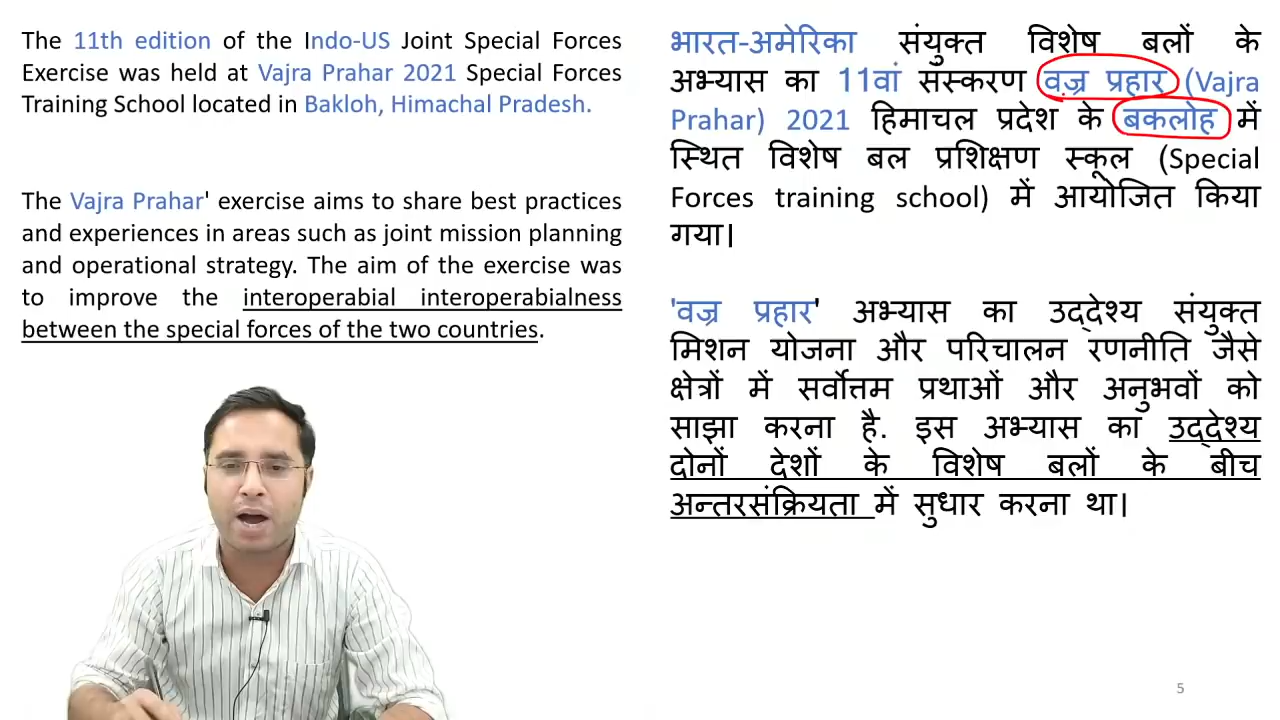 The 11th edition of the Indo-US Joint Special Forces
Exercise was held at Vajra Prahar 2021 Special Forces
Training School located in Bakloh, Himachal Pradesh.
The Vajra Prahar' exercise aims to share best practices
and experiences in areas such as joint mission planning
and operational strategy. The aim of the exercise was
to improve the interoperabial interoperabialness
between the special forces of the two countries.
भारत-अमेरिका संयुक्त विशेष बलों के
अभ्यास का 11वां संस्करण वज्र प्रहार (Vajra
Prahar) 2021 हिमाचल प्रदेश के बकलोह में
स्थित विशेष बल प्रशिक्षण स्कूल (Special
Forces training school) में आयोजित किया
गया।
'वज्र प्रहार' अभ्यास का उद्देश्य संयुक्त
मिशन योजना और परिचालन रणनीति जैसे
क्षेत्रों में सर्वोत्तम प्रथाओं और अनुभवों को
साझा करना है. इस अभ्यास का उद्देश्य
दोनों देशों के विशेष बलों के बीच
अन्तरसंक्रियता में सुधार करना था।
5